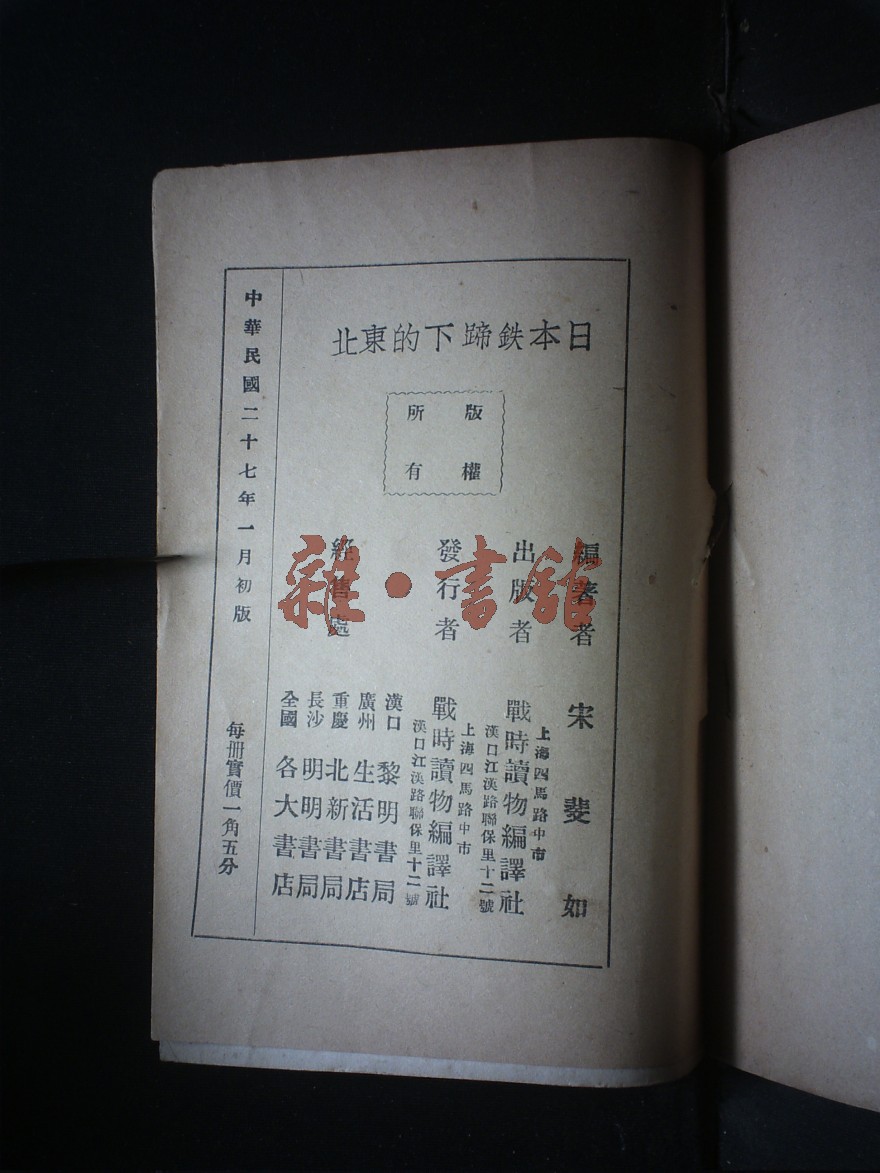 日本鉄蹄下的東北
版權所有
編著者 宋斐如
出版者 戰時讀物編譯社
上海四馬路中市
漢口江漢路聯保里十二號
發行者 戰時讀物編譯社
上海四馬路中市
漢口江漢路聯保里十二號
經售處
漢口 黎明書局
廣州 生活書店
重慶 北新書局
長沙 明明書局
全國 各大書店
中華民國二十七年一月初版
每冊實價一角五分
雜·書館